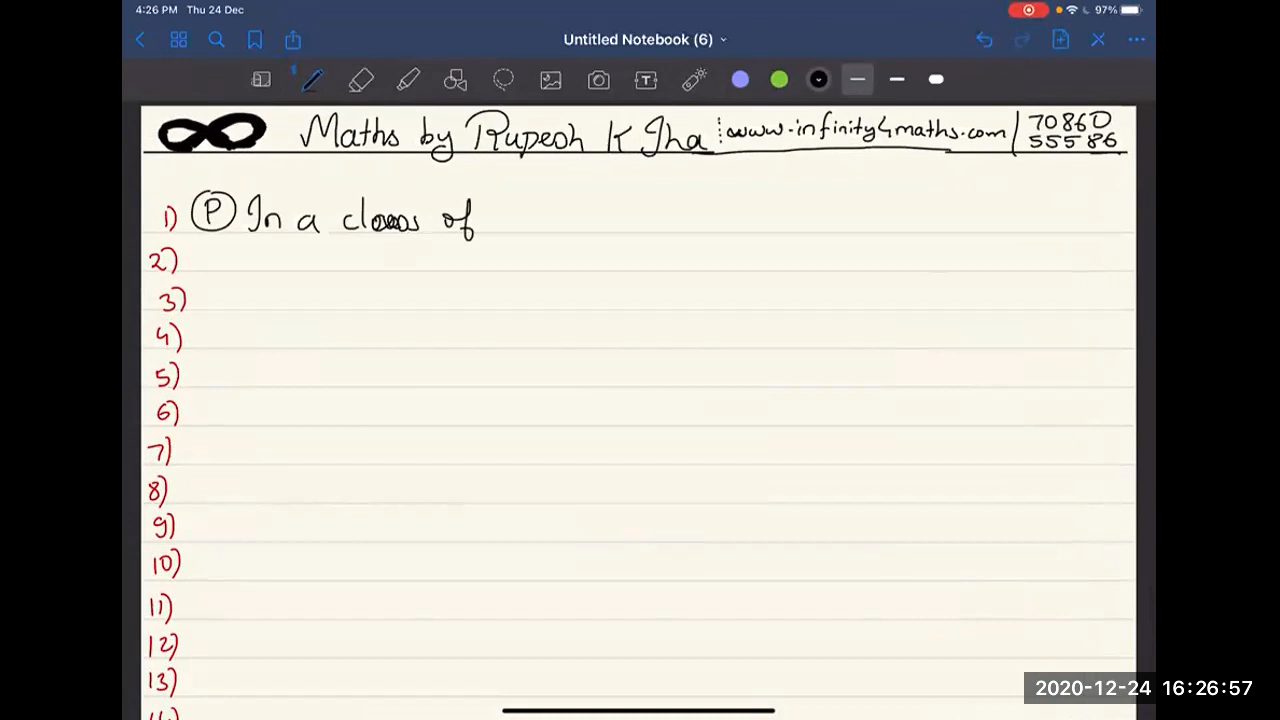 4:26 PM Thu 24 Dec 97%
Untitled Notebook (6)
T
∞ Maths by Rupesh K Jha www.infinity4maths.com 70860
55586
1) P In a class of
2)
3)
4)
5)
6)
7)
8)
9)
10)
11)
12)
13)
2020-12-24 16:26:57